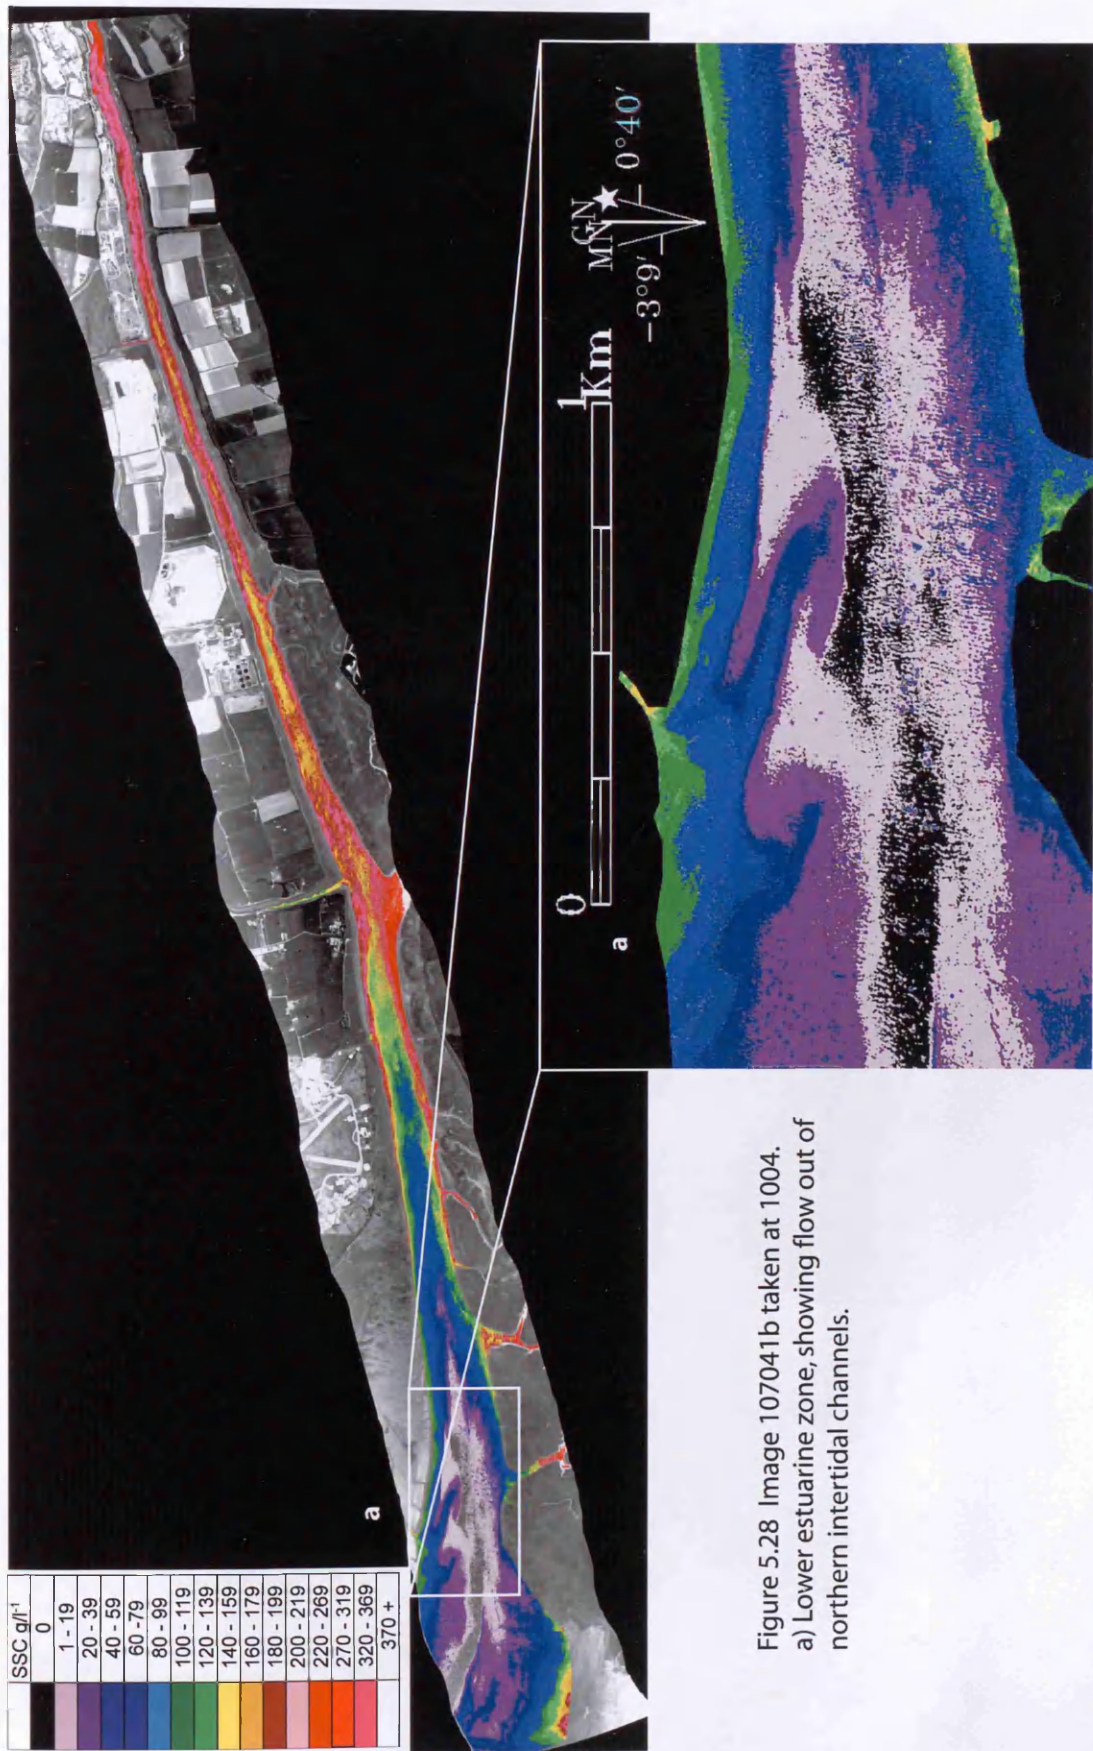 SSC g/l-¹
0
1 - 19
20 - 39
40 - 59
60 - 79
80 - 99
100 - 119
120 - 139
140 - 159
160 - 179
180 - 199
200 - 219
220 - 269
270 - 319
320 - 369
370 +
a
a
0
1
Km
MN
GN
-3°9'
0°40'
Figure 5.28 Image 107041b taken at 1004.
a) Lower estuarine zone, showing flow out of
northern intertidal channels.